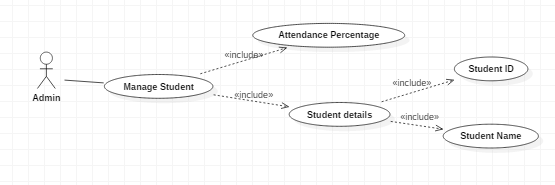 Attendance Percentage
«include»
Admin
Manage Student
«include»
Student details
«include»
Student ID
«include»
Student Name